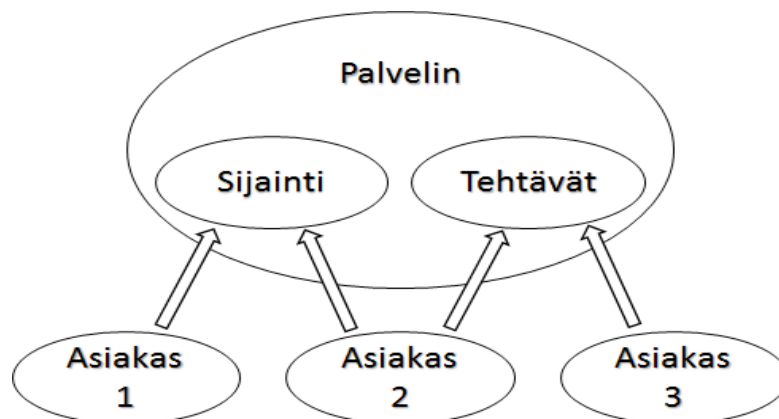 Palvelin
Sijainti
Tehtävät
Asiakas
1
Asiakas
2
Asiakas
3